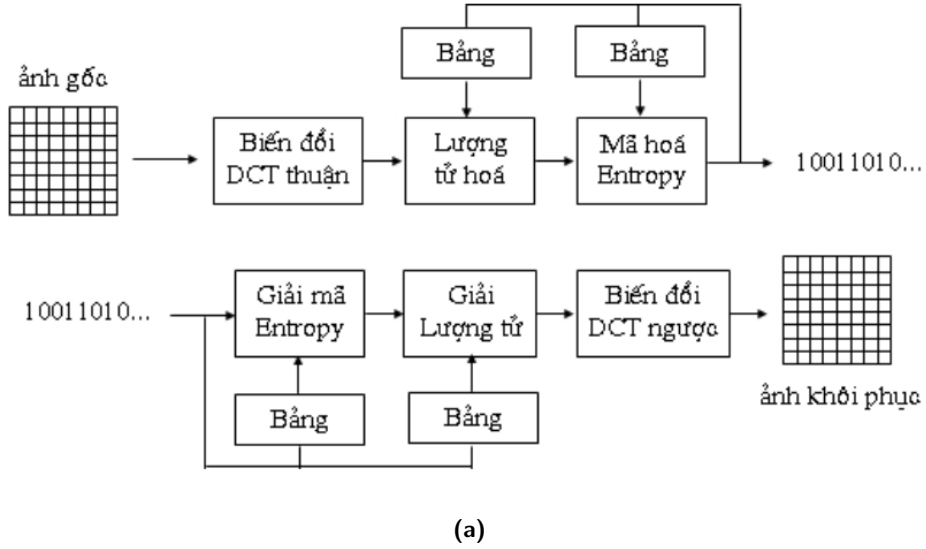 Bảng
Bảng
ảnh gốc
Biến đổi
DCT thuận
Lượng
tử hoá
Mã hoá
Entropy
10011010...
10011010...
Giải mã
Entropy
Giải
Lượng tử
Biến đổi
DCT ngược
ảnh khôi phục
Bảng
Bảng
(a)